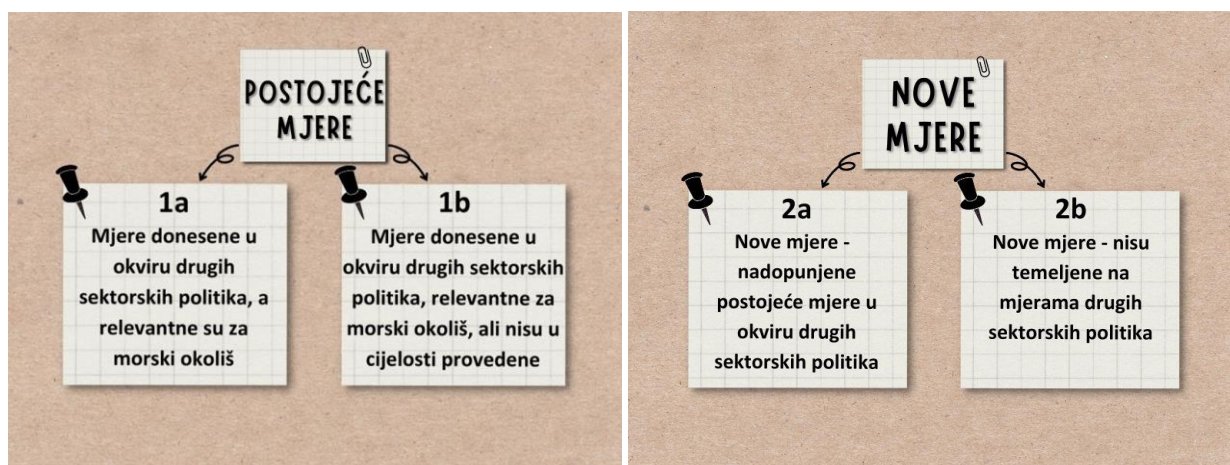 POSTOJEĆE
MJERE
1a
Mjere donesene u
okviru drugih
sektorskih politika, a
relevantne su za
morski okoliš
1b
Mjere donesene u
okviru drugih sektorskih
politika, relevantne za
morski okoliš, ali nisu u
cijelosti provedene
NOVE
MJERE
2a
Nove mjere -
nadopunjene
postojeće mjere u
okviru drugih
sektorskih politika
2b
Nove mjere - nisu
temeljene na
mjerama drugih
sektorskih politika